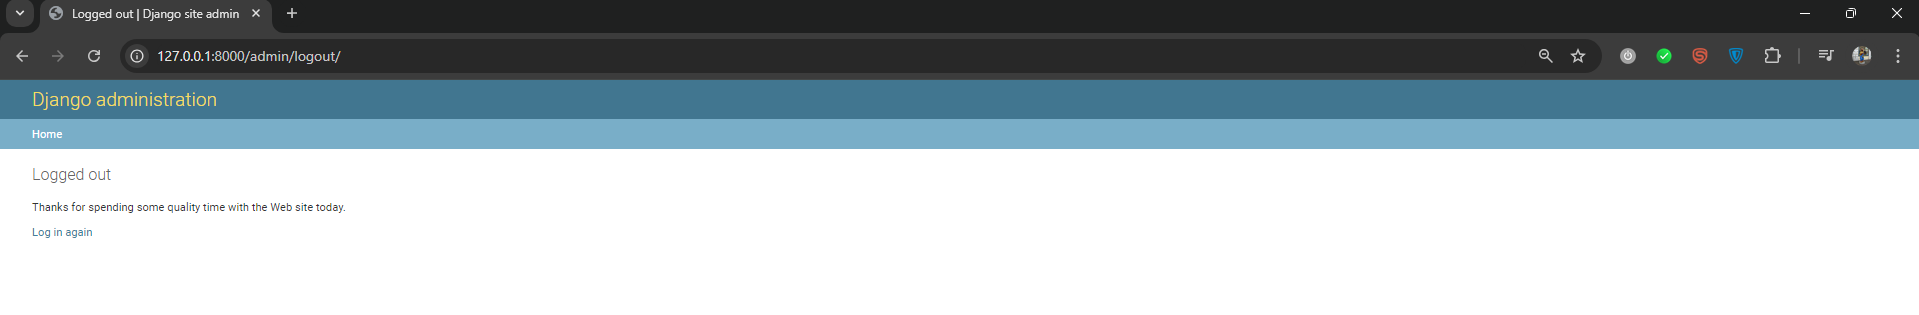 Logged out | Django site admin
127.0.0.1:8000/admin/logout/
Django administration
Home
Logged out
Thanks for spending some quality time with the Web site today.
Log in again